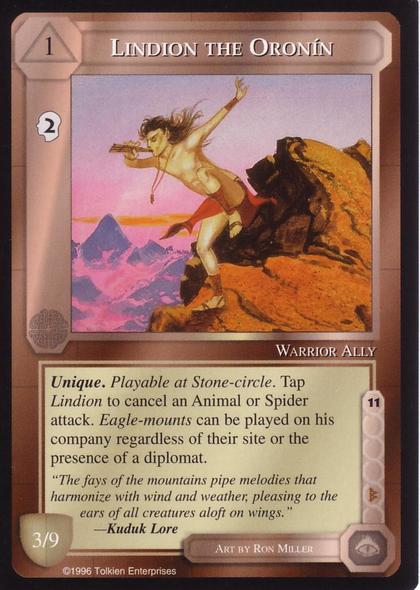 1
LINDION THE ORONÍN
2
WARRIOR ALLY
Unique. Playable at Stone-circle. Tap
Lindion to cancel an Animal or Spider
attack. Eagle-mounts can be played on his
company regardless of their site or the
presence of a diplomat.
"The fays of the mountains pipe melodies that
harmonize with wind and weather, pleasing to the
ears of all creatures aloft on wings."
—Kuduk Lore
11
3/9
ART BY RON MILLER
©1996 Tolkien Enterprises